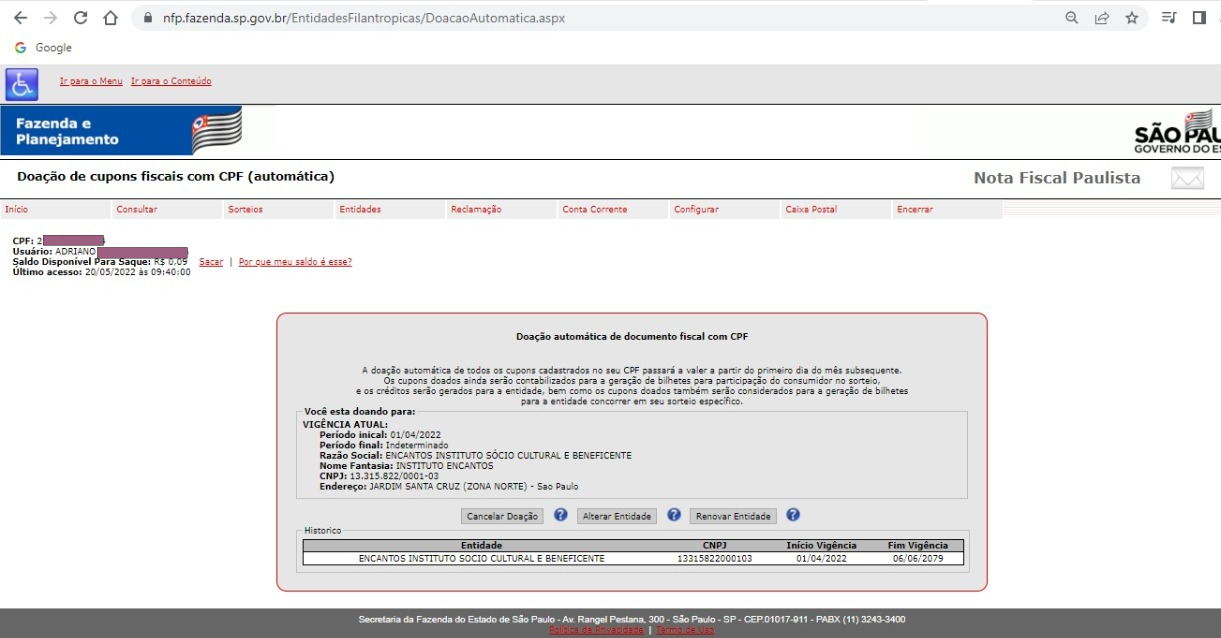 nfp.fazenda.sp.gov.br/EntidadesFilantropicas/DoacaoAutomatica.aspx
Google
Ir para o Menu Ir para o Conteúdo
Fazenda e
Planejamento
SÃO PAU
GOVERNO DO ES
Doação de cupons fiscais com CPF (automática)
Nota Fiscal Paulista
Início Consultar Sorteios Entidades Reclamação Conta Corrente Configurar Caixa Postal Encerrar
CPF: 2
Usuário: ADRIANO
Saldo Disponível Para Saque: R$ 0,09 Sacar | Por que meu saldo é esse?
Último acesso: 20/05/2022 às 09:40:00
Doação automática de documento fiscal com CPF
A doação automática de todos os cupons cadastrados no seu CPF passará a valer a partir do primeiro dia do mês subsequente.
Os cupons doados ainda serão contabilizados para a geração de bilhetes para participação do consumidor no sorteio,
e os créditos serão gerados para a entidade, bem como os cupons doados também serão considerados para a geração de bilhetes
para a entidade concorrer em seu sorteio específico.
Você esta doando para:
VIGÊNCIA ATUAL:
Período inical: 01/04/2022
Período final: Indeterminado
Razão Social: ENCANTOS INSTITUTO SÓCIO CULTURAL E BENEFICENTE
Nome Fantasia: INSTITUTO ENCANTOS
CNPJ: 13.315.822/0001-03
Endereço: JARDIM SANTA CRUZ (ZONA NORTE) - Sao Paulo
Cancelar Doação ? Alterar Entidade ? Renovar Entidade ?
Historico
Entidade CNPJ Início Vigência Fim Vigência
ENCANTOS INSTITUTO SOCIO CULTURAL E BENEFICENTE 13315822000103 01/04/2022 06/06/2079
Secretaria da Fazenda do Estado de São Paulo - Av. Rangel Pestana, 300 - São Paulo - SP - CEP.01017-911 - PABX (11) 3243-3400
Política de Privacidade | Termo de Uso